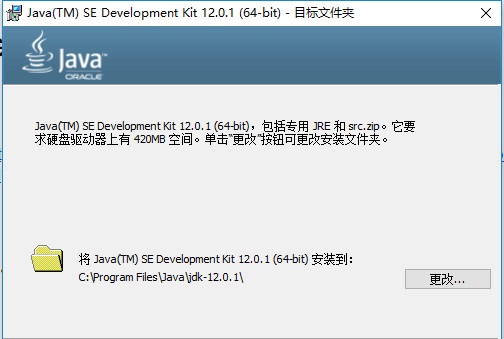 Java(TM) SE Development Kit 12.0.1 (64-bit) - 目标文件夹
Java™
ORACLE
Java(TM) SE Development Kit 12.0.1 (64-bit)，包括专用 JRE 和 src.zip。它要
求硬盘驱动器上有 420MB 空间。单击“更改”按钮可更改安装文件夹。
将 Java(TM) SE Development Kit 12.0.1 (64-bit) 安装到：
C:\Program Files\Java\jdk-12.0.1\
更改...